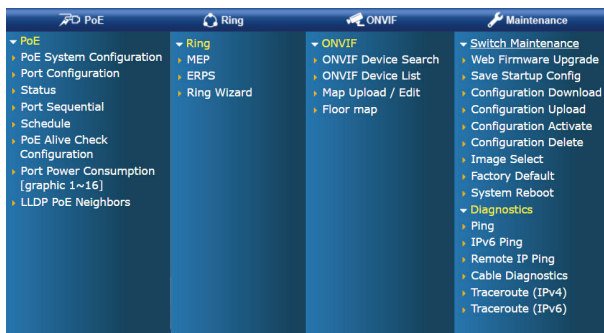 PoE
PoE
PoE System Configuration
Port Configuration
Status
Port Sequential
Schedule
PoE Alive Check
Configuration
Port Power Consumption
[graphic 1~16]
LLDP PoE Neighbors
Ring
Ring
MEP
ERPS
Ring Wizard
ONVIF
ONVIF
ONVIF Device Search
ONVIF Device List
Map Upload / Edit
Floor map
Maintenance
Switch Maintenance
Web Firmware Upgrade
Save Startup Config
Configuration Download
Configuration Upload
Configuration Activate
Configuration Delete
Image Select
Factory Default
System Reboot
Diagnostics
Ping
IPv6 Ping
Remote IP Ping
Cable Diagnostics
Traceroute (IPv4)
Traceroute (IPv6)